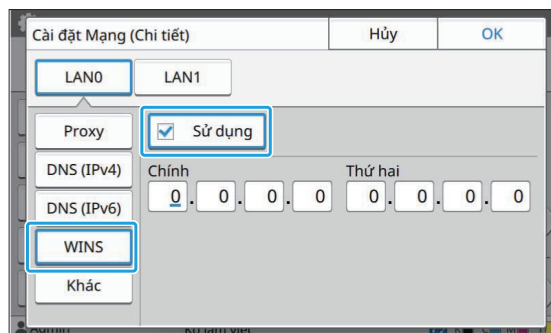 Cài đặt Mạng (Chi tiết) Hủy OK
LAN0 LAN1
Proxy Sử dụng
DNS (IPv4) Chính Thứ hai
DNS (IPv6) 0 . 0 . 0 . 0 0 . 0 . 0 . 0
WINS
Khác
Admin